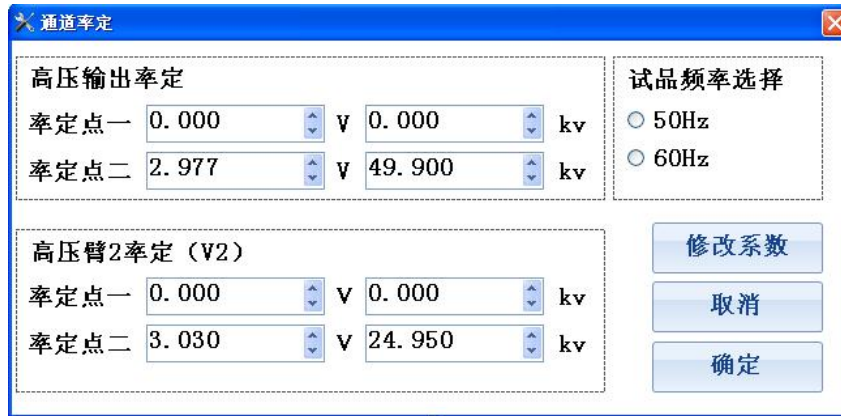 通道率定
高压输出率定
率定点一 0.000 V 0.000 kv
率定点二 2.977 V 49.900 kv
试品频率选择
50Hz
60Hz
高压臂2率定（V2）
率定点一 0.000 V 0.000 kv
率定点二 3.030 V 24.950 kv
修改系数
取消
确定